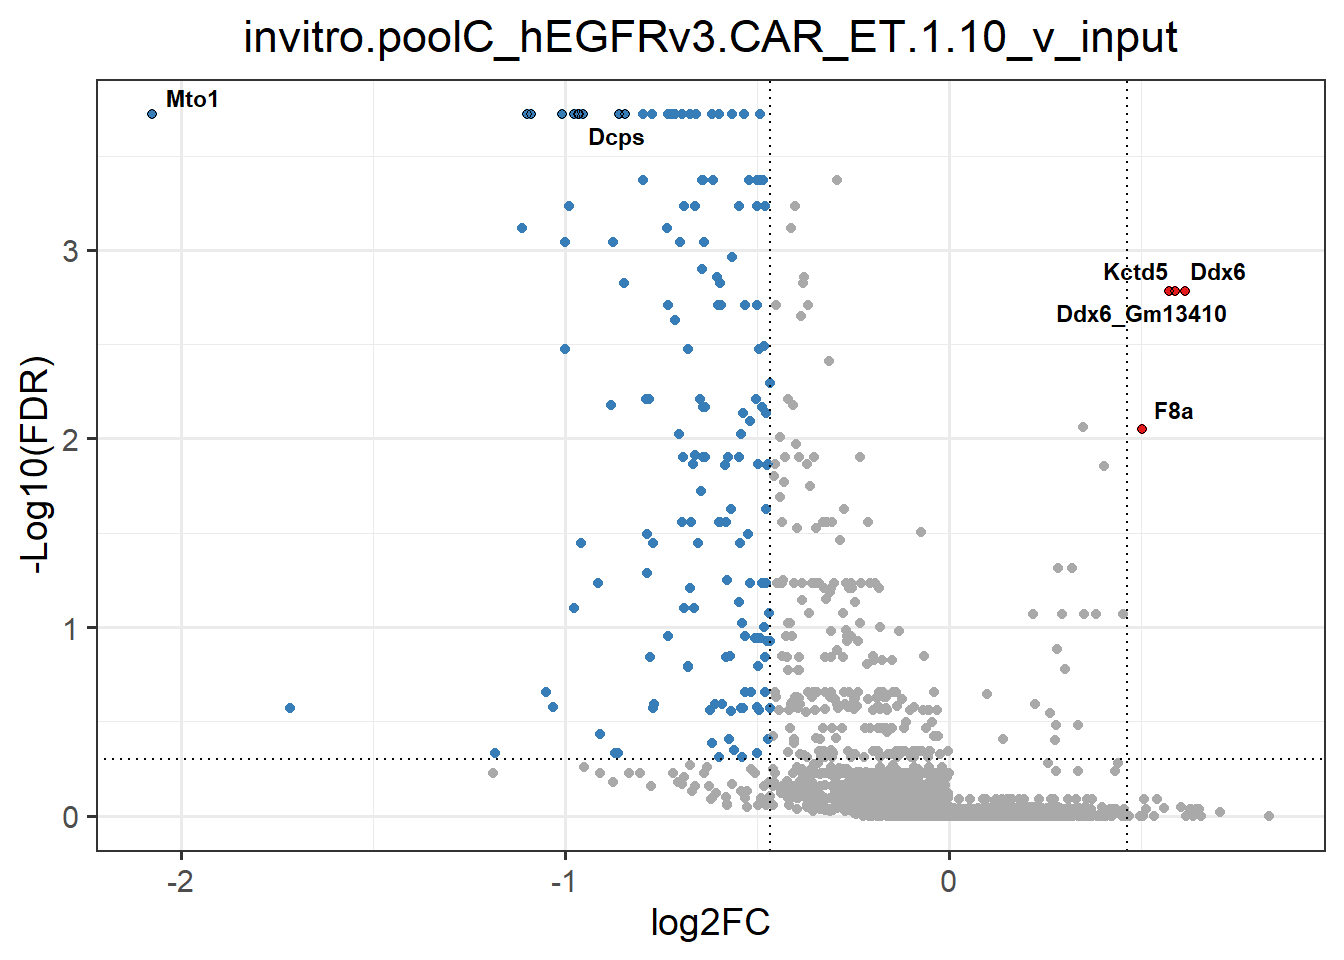 invitro.poolC_hEGFRv3.CAR_ET.1.10_v_input
Mto1
Dcps
Kctd5
Ddx6
Ddx6_Gm13410
F8a
-Log10(FDR)
3
2
1
0
-2
-1
0
log2FC